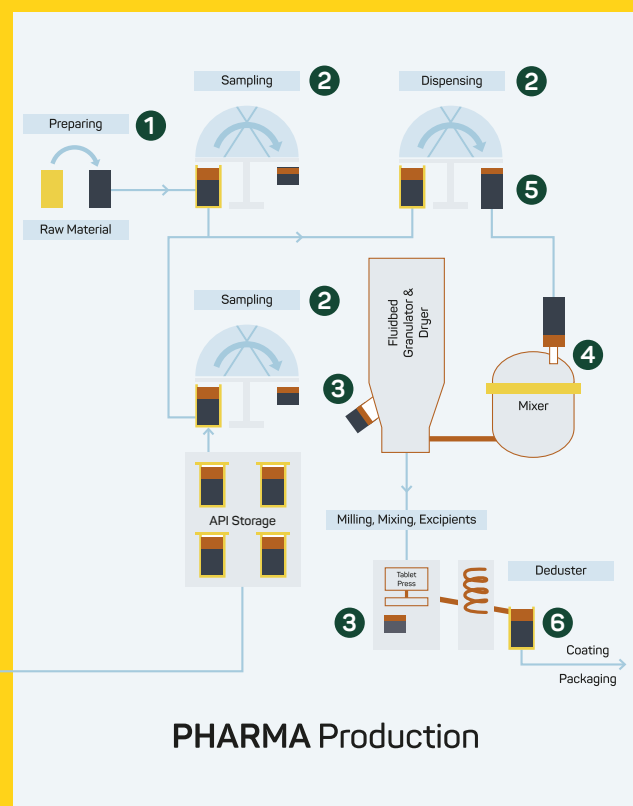 Sampling
2
Dispensing
2
Preparing
1
5
Raw Material
Sampling
2
Fluidbed
Granulator &
Dryer
4
3
Mixer
API Storage
Milling, Mixing, Excipients
Tablet
Press
Deduster
3
6
Coating
Packaging
PHARMA Production